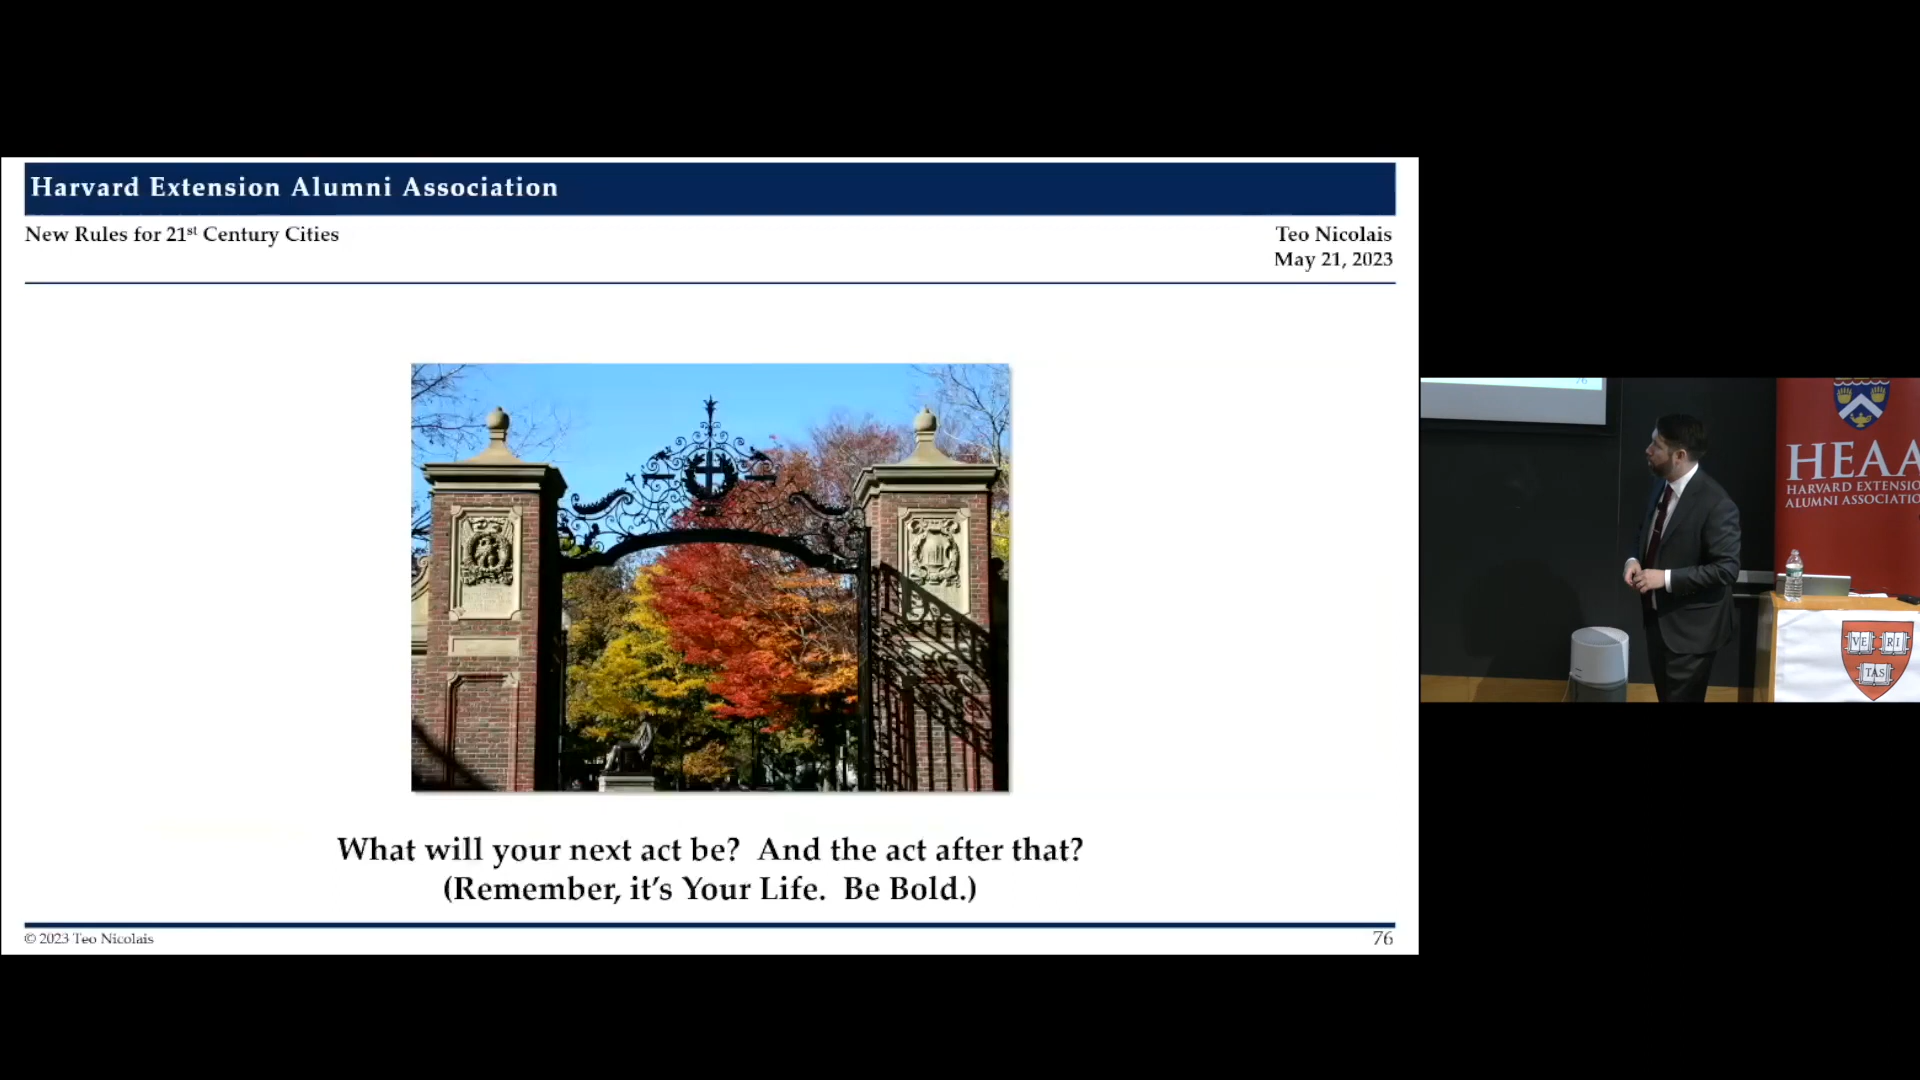 Harvard Extension Alumni Association
New Rules for 21st Century Cities
Teo Nicolais
May 21, 2023
What will your next act be? And the act after that?
(Remember, it's Your Life. Be Bold.)
© 2023 Teo Nicolais
76
76
HEAA
HARVARD EXTENSIO
ALUMNI ASSOCIATIO
VE RI
TAS